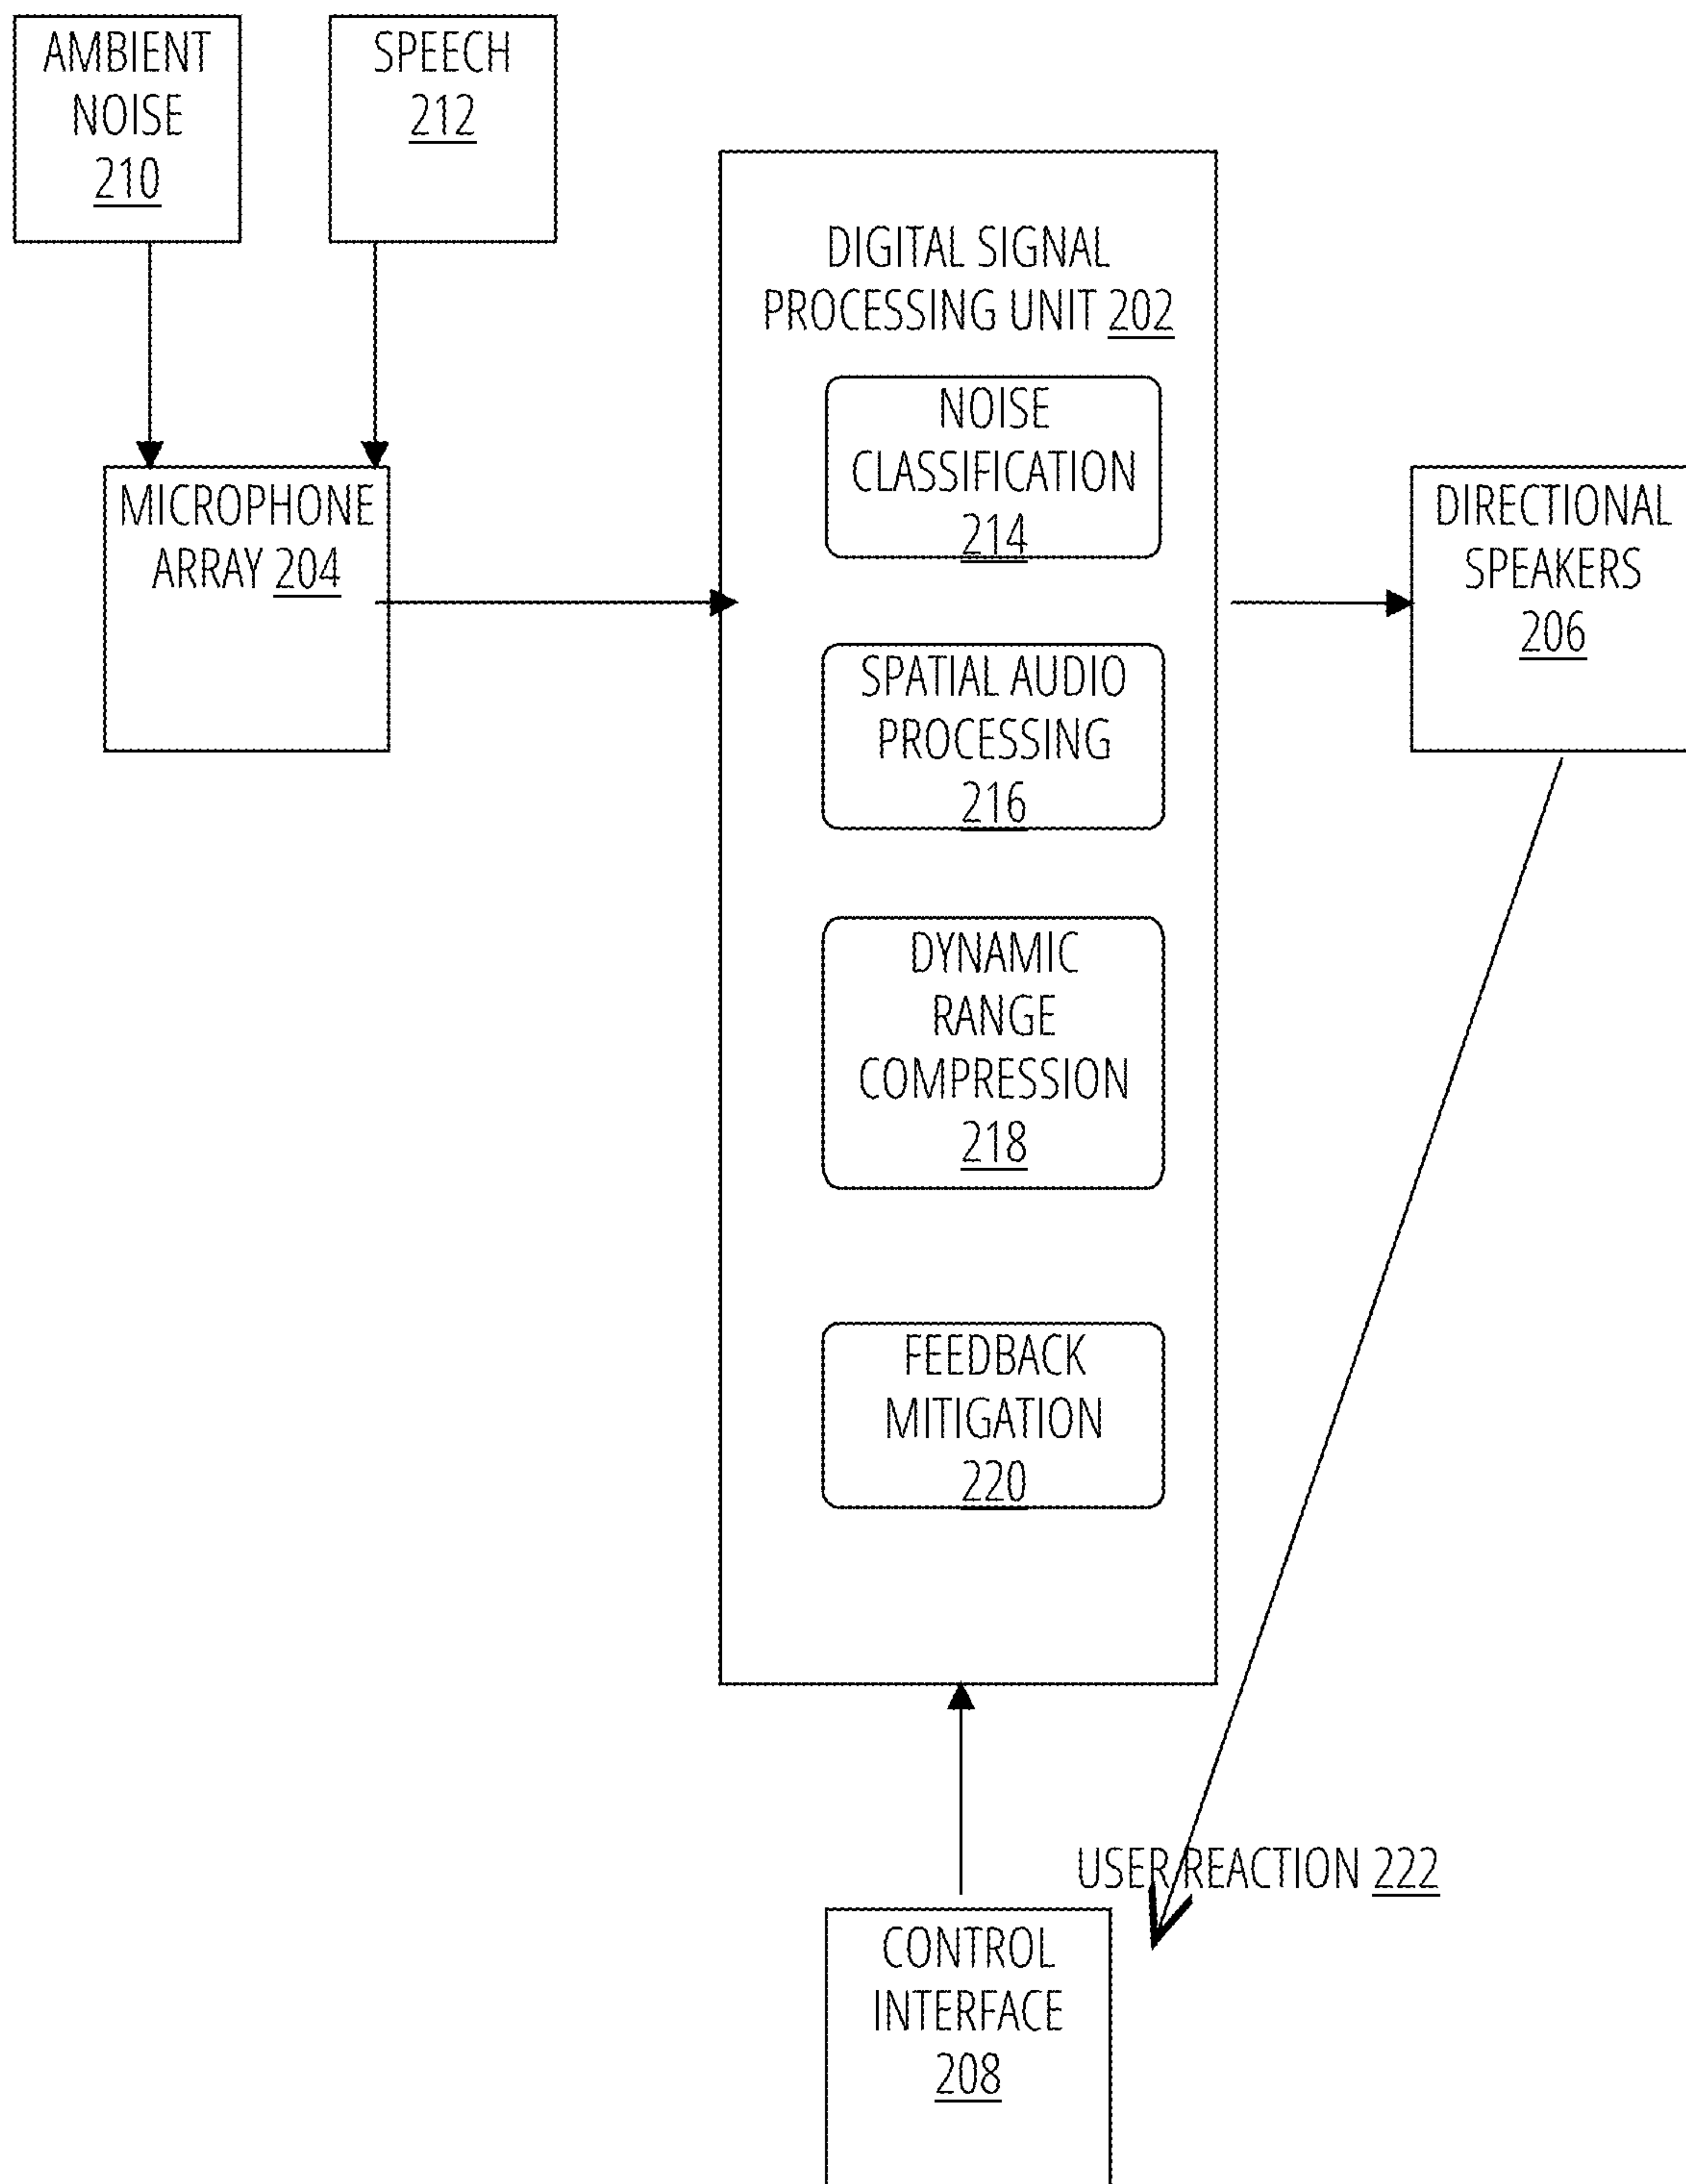 AMBIENT
NOISE
210
SPEECH
212
DIGITAL SIGNAL
PROCESSING UNIT 202
NOISE
CLASSIFICATION
214
MICROPHONE
ARRAY 204
DIRECTIONAL
SPEAKERS
206
SPATIAL AUDIO
PROCESSING
216
DYNAMIC
RANGE
COMPRESSION
218
FEEDBACK
MITIGATION
220
USER REACTION 222
CONTROL
INTERFACE
208